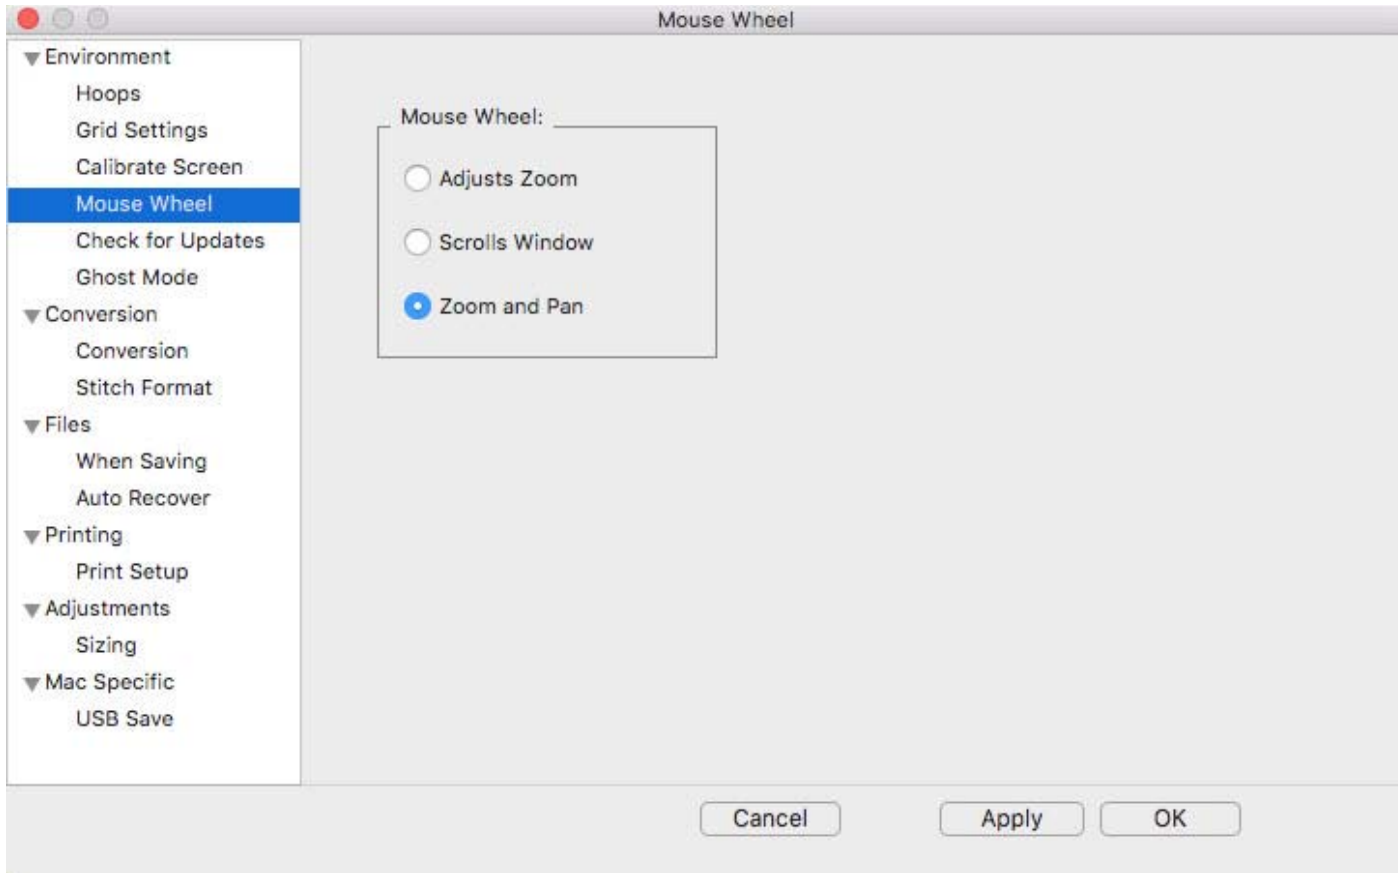 Mouse Wheel
Environment
Hoops
Grid Settings
Calibrate Screen
Mouse Wheel
Check for Updates
Ghost Mode
Conversion
Conversion
Stitch Format
Files
When Saving
Auto Recover
Printing
Print Setup
Adjustments
Sizing
Mac Specific
USB Save
Mouse Wheel:
Adjusts Zoom
Scrolls Window
Zoom and Pan
Cancel
Apply
OK